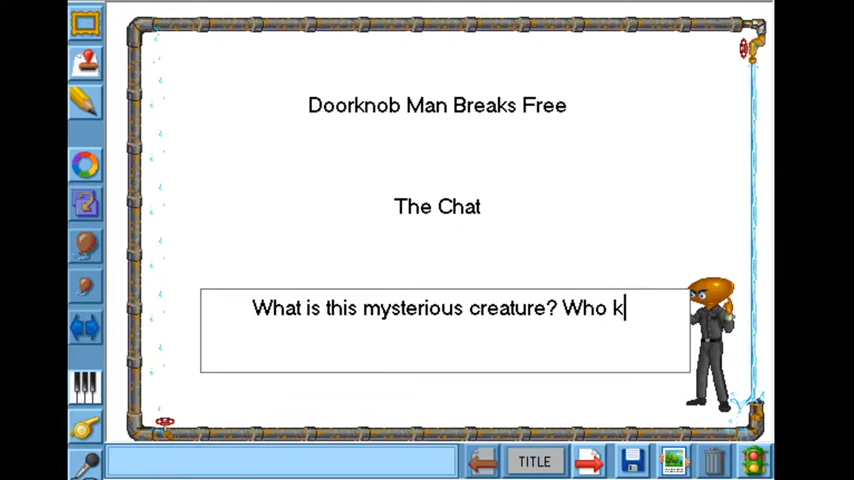 Doorknob Man Breaks Free
The Chat
What is this mysterious creature? Who k
TITLE